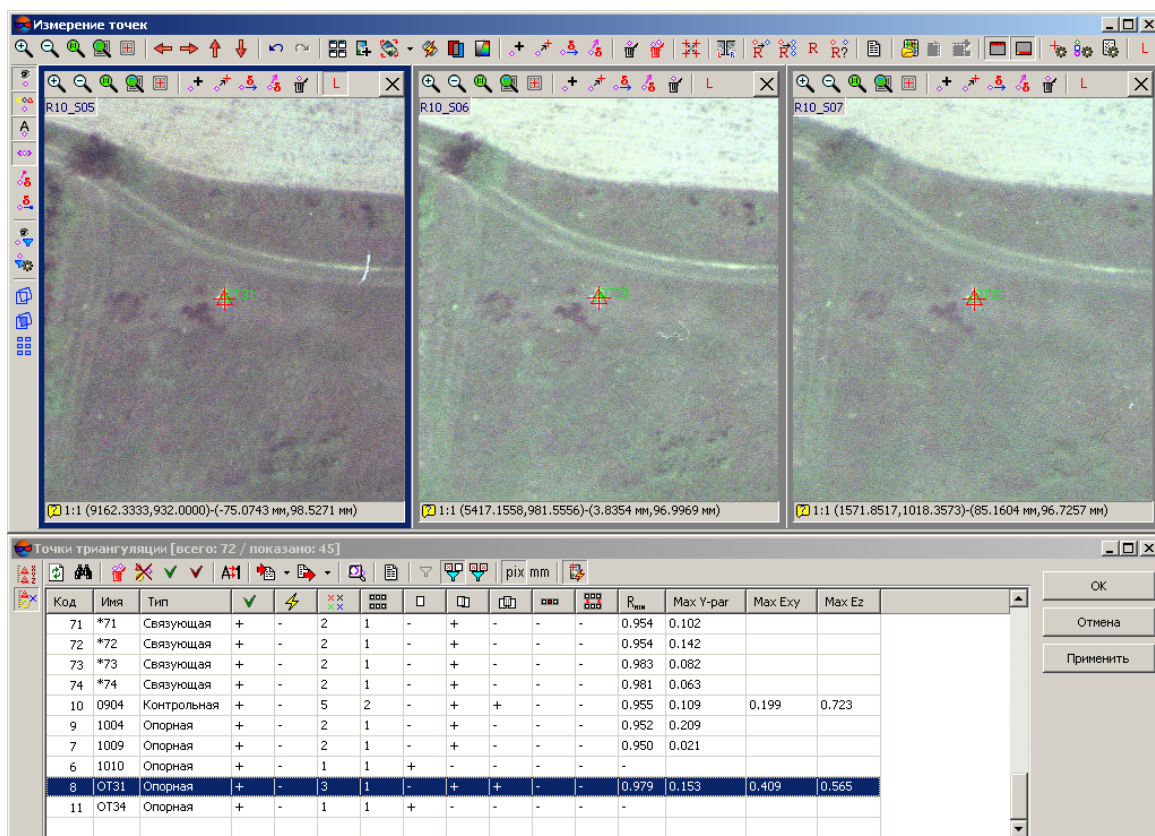 Измерение точек
R R?
L
L L L
R10_S05 R10_S06 R10_S07
A
OT31
1:1 (9162.3333,932.0000)-(-75.0743 мм,98.5271 мм) 1:1 (5417.1558,981.5556)-(3.8354 мм,96.9969 мм) 1:1 (1571.8517,1018.3573)-(85.1604 мм,96.7257 мм)
Точки триангуляции [всего: 72 / показано: 45]
pix mm
OK
Отмена
Применить
Код Имя Тип Rмин Max Y-par Max Exy Max Ez
71 *71 Связующая + - 2 1 - + - - - 0.954 0.102
72 *72 Связующая + - 2 1 - + - - - 0.954 0.142
73 *73 Связующая + - 2 1 - + - - - 0.983 0.082
74 *74 Связующая + - 2 1 - + - - - 0.981 0.063
10 0904 Контрольная + - 5 2 - + + - - 0.955 0.109 0.199 0.723
9 1004 Опорная + - 2 1 - + - - - 0.952 0.209
7 1009 Опорная + - 2 1 - + - - - 0.950 0.021
6 1010 Опорная + - 1 1 + - - - - -
8 OT31 Опорная + - 3 1 - + + - - 0.979 0.153 0.409 0.565
11 OT34 Опорная + - 1 1 + - - - - -